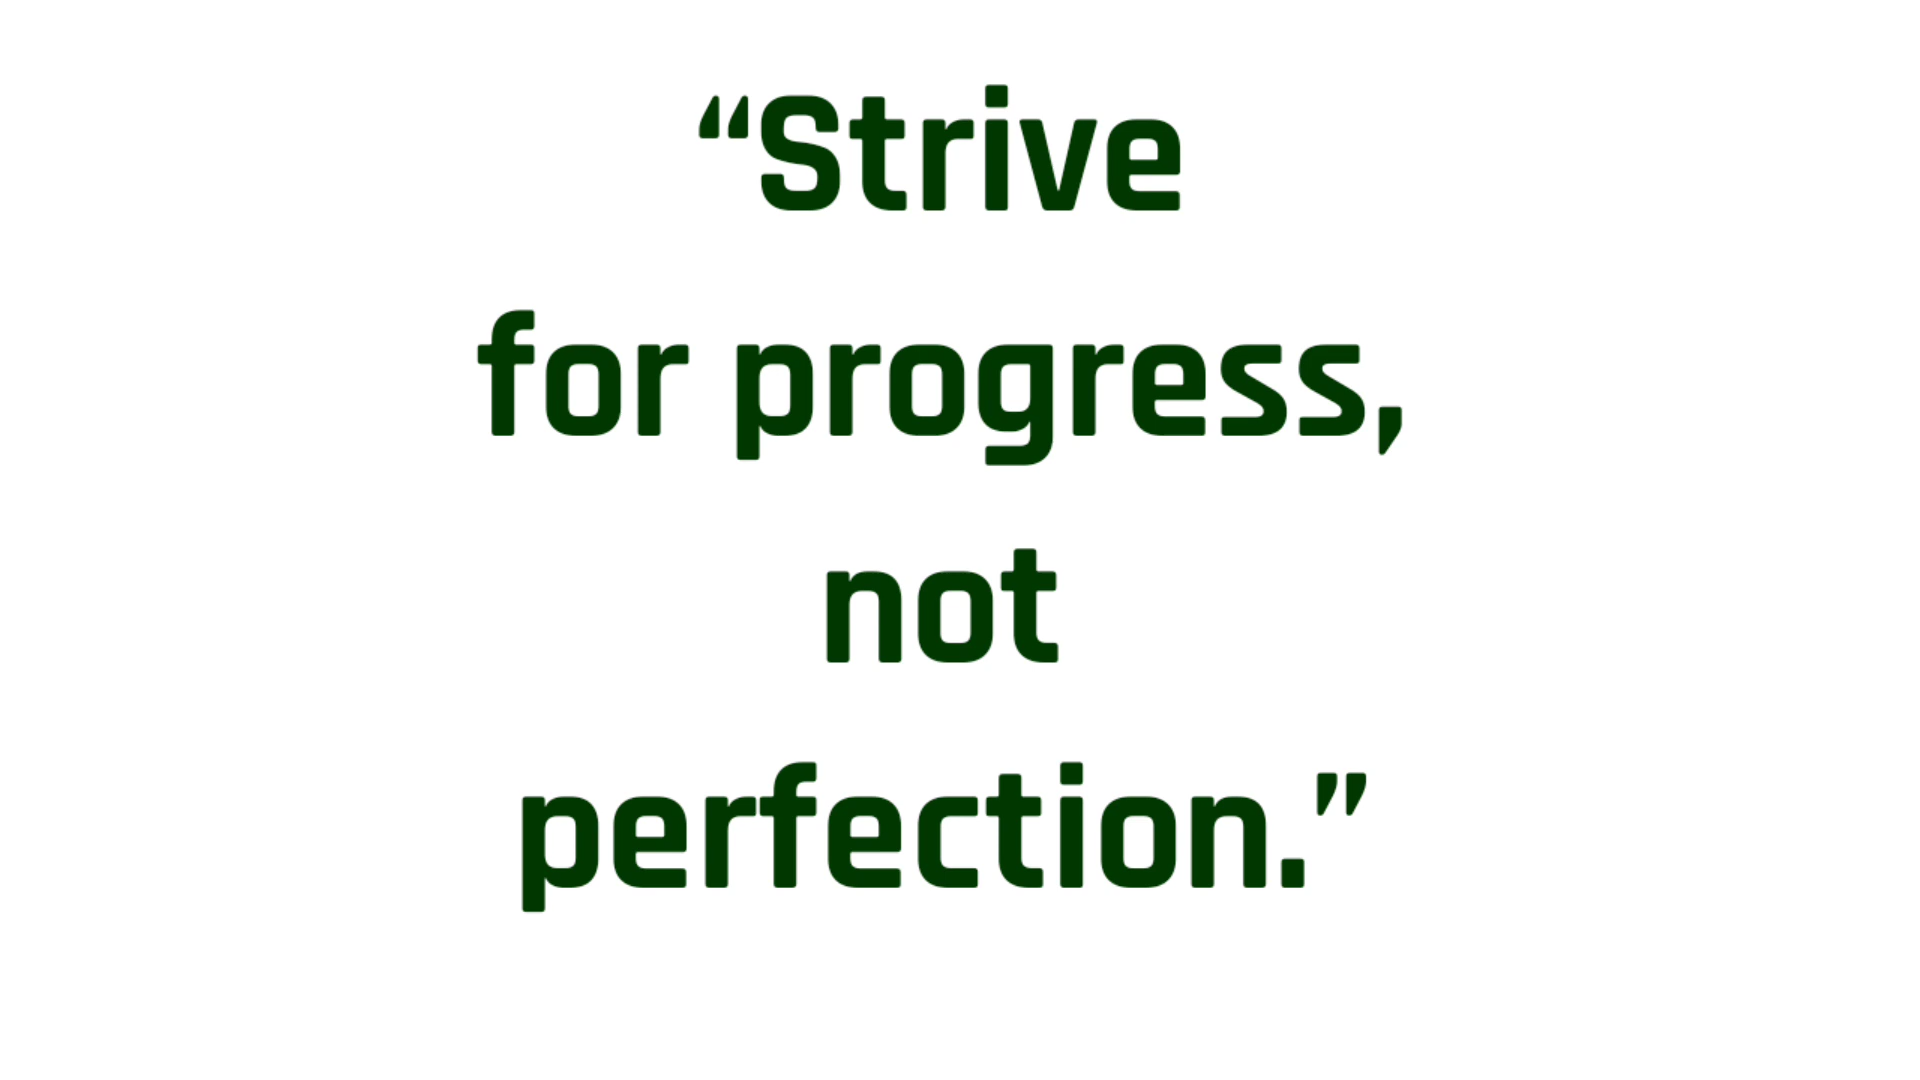 “Strive
for progress,
not
perfection.”